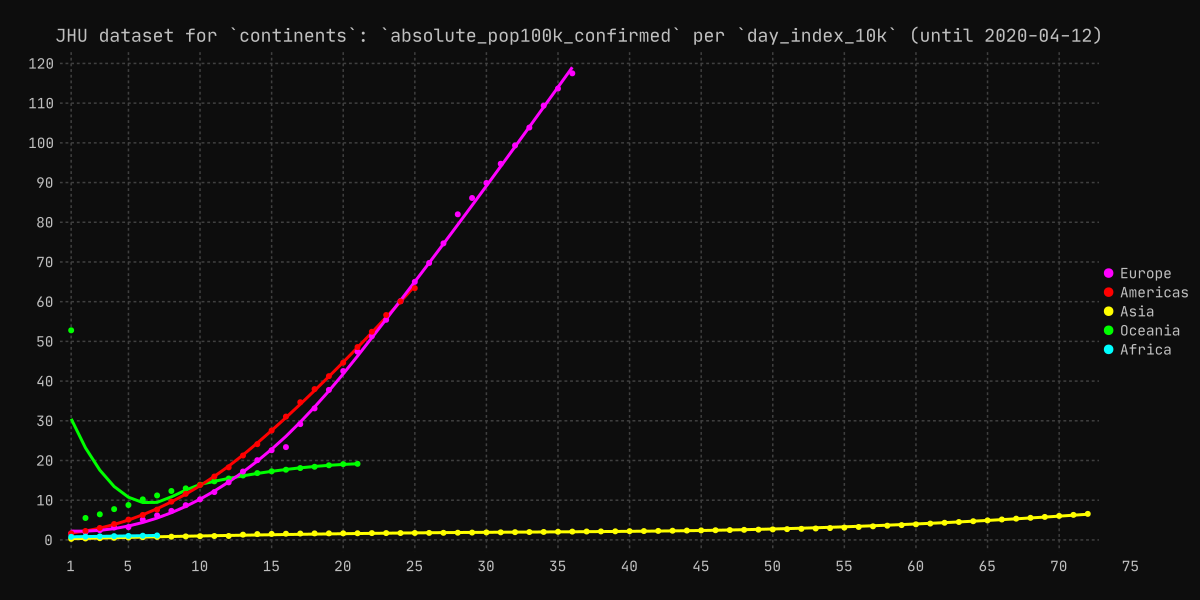 JHU dataset for `continents`: `absolute_pop100k_confirmed` per `day_index_10k` (until 2020-04-12)
120
110
100
90
80
70
60
50
40
30
20
10
0
Europe
Americas
Asia
Oceania
Africa
1 5 10 15 20 25 30 35 40 45 50 55 60 65 70 75